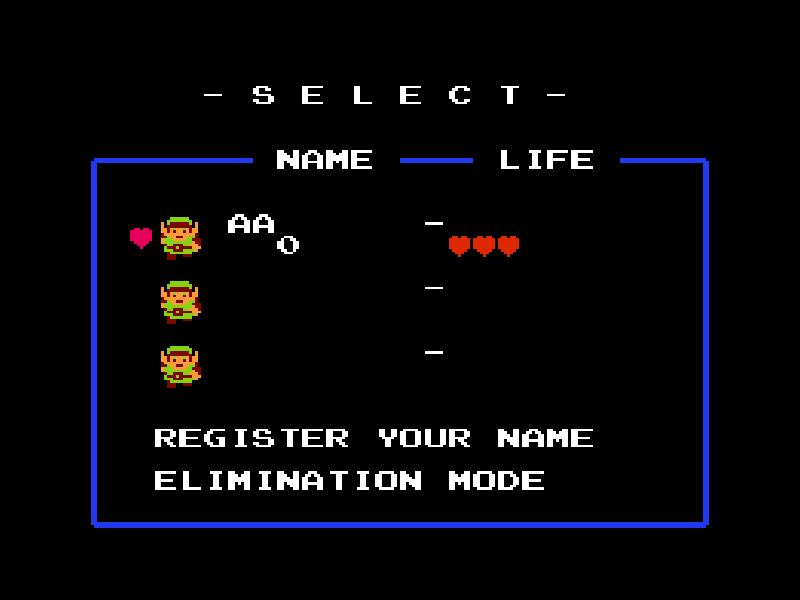 - S E L E C T -
NAME LIFE
AA -
0
-
-
REGISTER YOUR NAME
ELIMINATION MODE